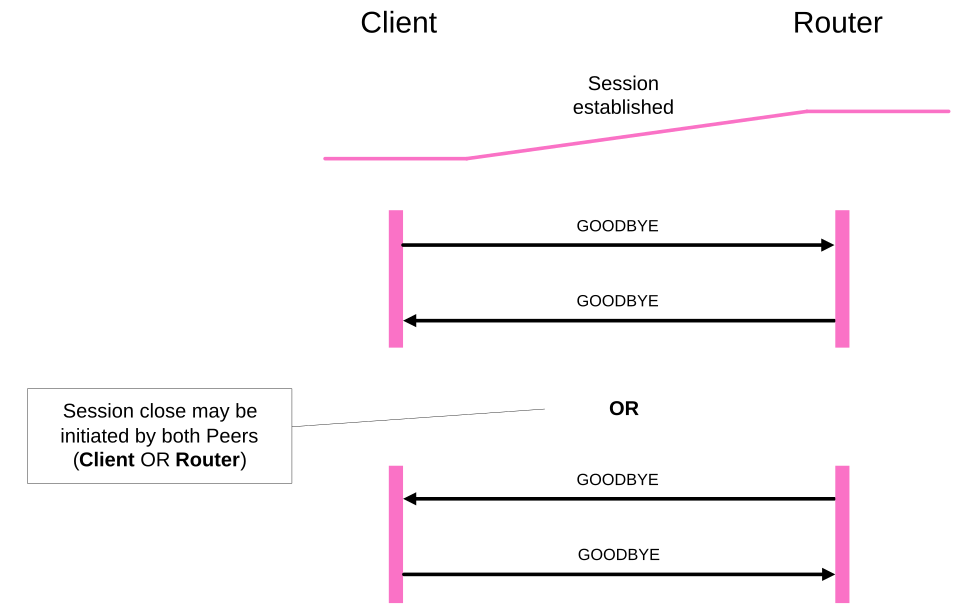 Client
Router
Session
established
GOODBYE
GOODBYE
Session close may be
initiated by both Peers
(Client OR Router)
OR
GOODBYE
GOODBYE